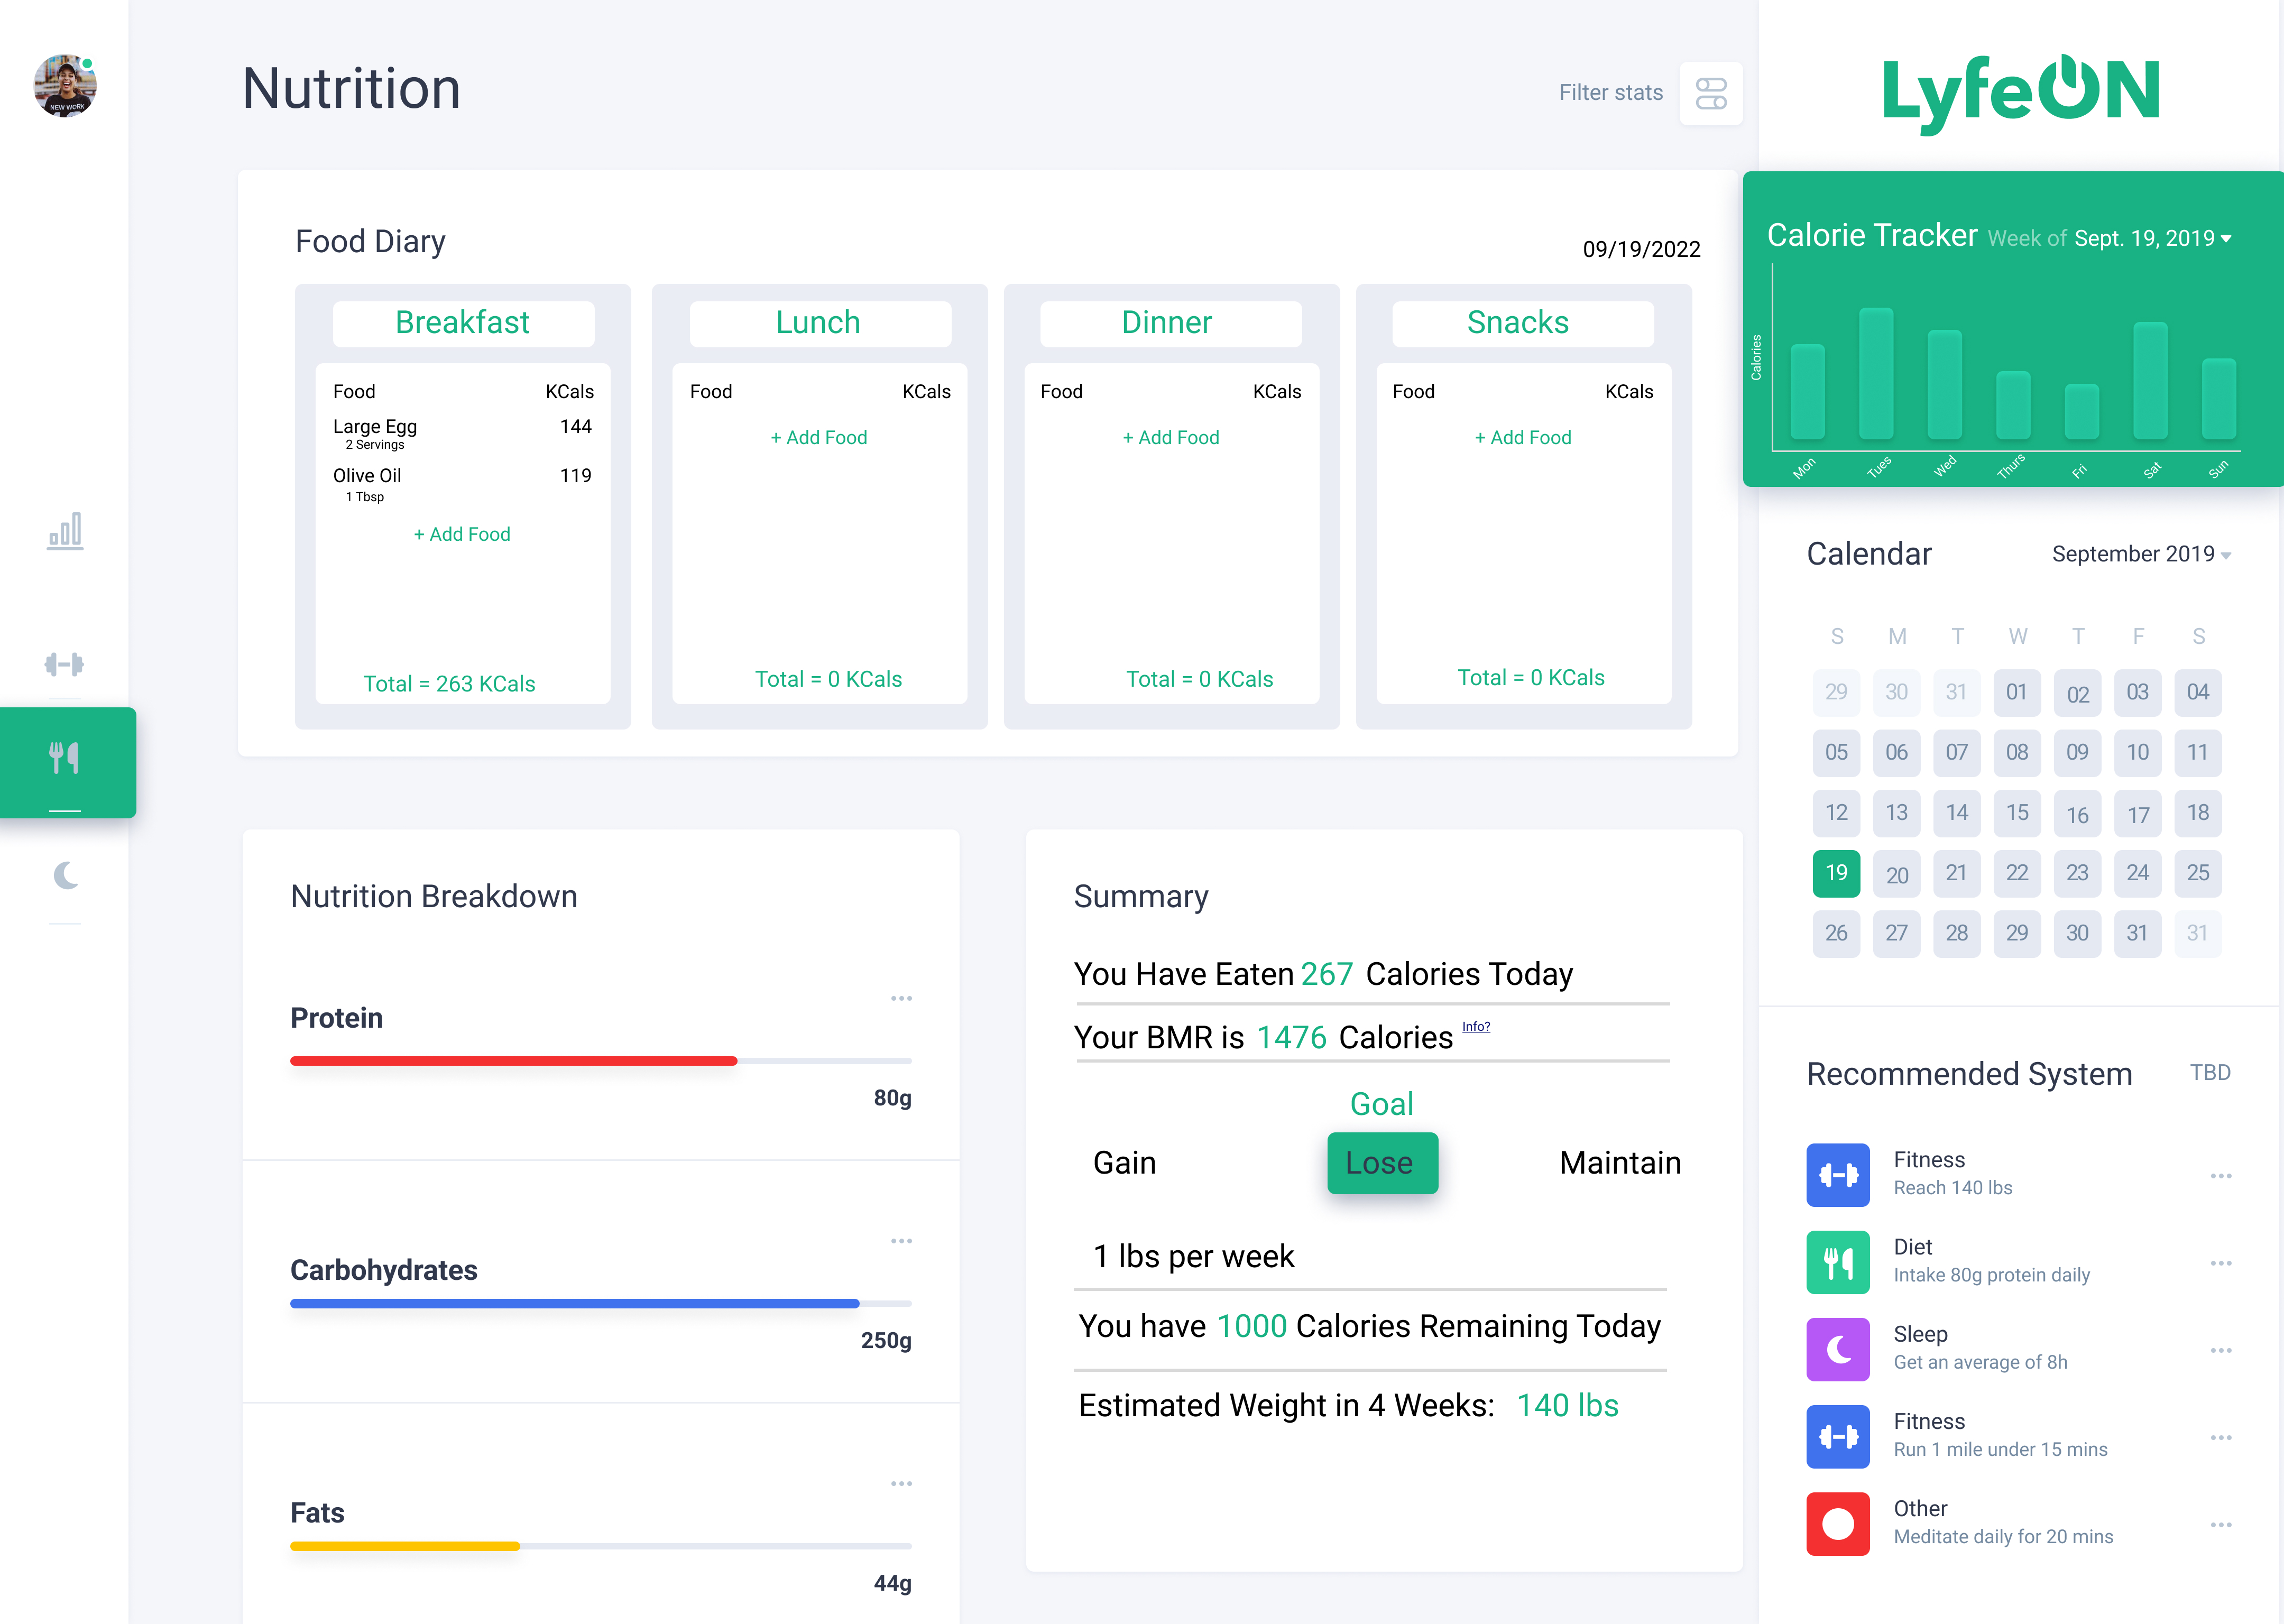 NEW WORK
Nutrition
Filter stats
LyfeON
Food Diary
09/19/2022
Breakfast
Food KCals
Large Egg 144
2 Servings
Olive Oil 119
1 Tbsp
+ Add Food
Total = 263 KCals
Lunch
Food KCals
+ Add Food
Total = 0 KCals
Dinner
Food KCals
+ Add Food
Total = 0 KCals
Snacks
Food KCals
+ Add Food
Total = 0 KCals
Nutrition Breakdown
Protein
80g
Carbohydrates
250g
Fats
44g
Summary
You Have Eaten 267 Calories Today
Your BMR is 1476 Calories Info?
Goal
Gain Lose Maintain
1 lbs per week
You have 1000 Calories Remaining Today
Estimated Weight in 4 Weeks: 140 lbs
Calorie Tracker Week of Sept. 19, 2019
Calories
Mon Tues Wed Thurs Fri Sat Sun
Calendar September 2019
S M T W T F S
29 30 31 01 02 03 04
05 06 07 08 09 10 11
12 13 14 15 16 17 18
19 20 21 22 23 24 25
26 27 28 29 30 31 31
Recommended System TBD
Fitness
Reach 140 lbs
Diet
Intake 80g protein daily
Sleep
Get an average of 8h
Fitness
Run 1 mile under 15 mins
Other
Meditate daily for 20 mins